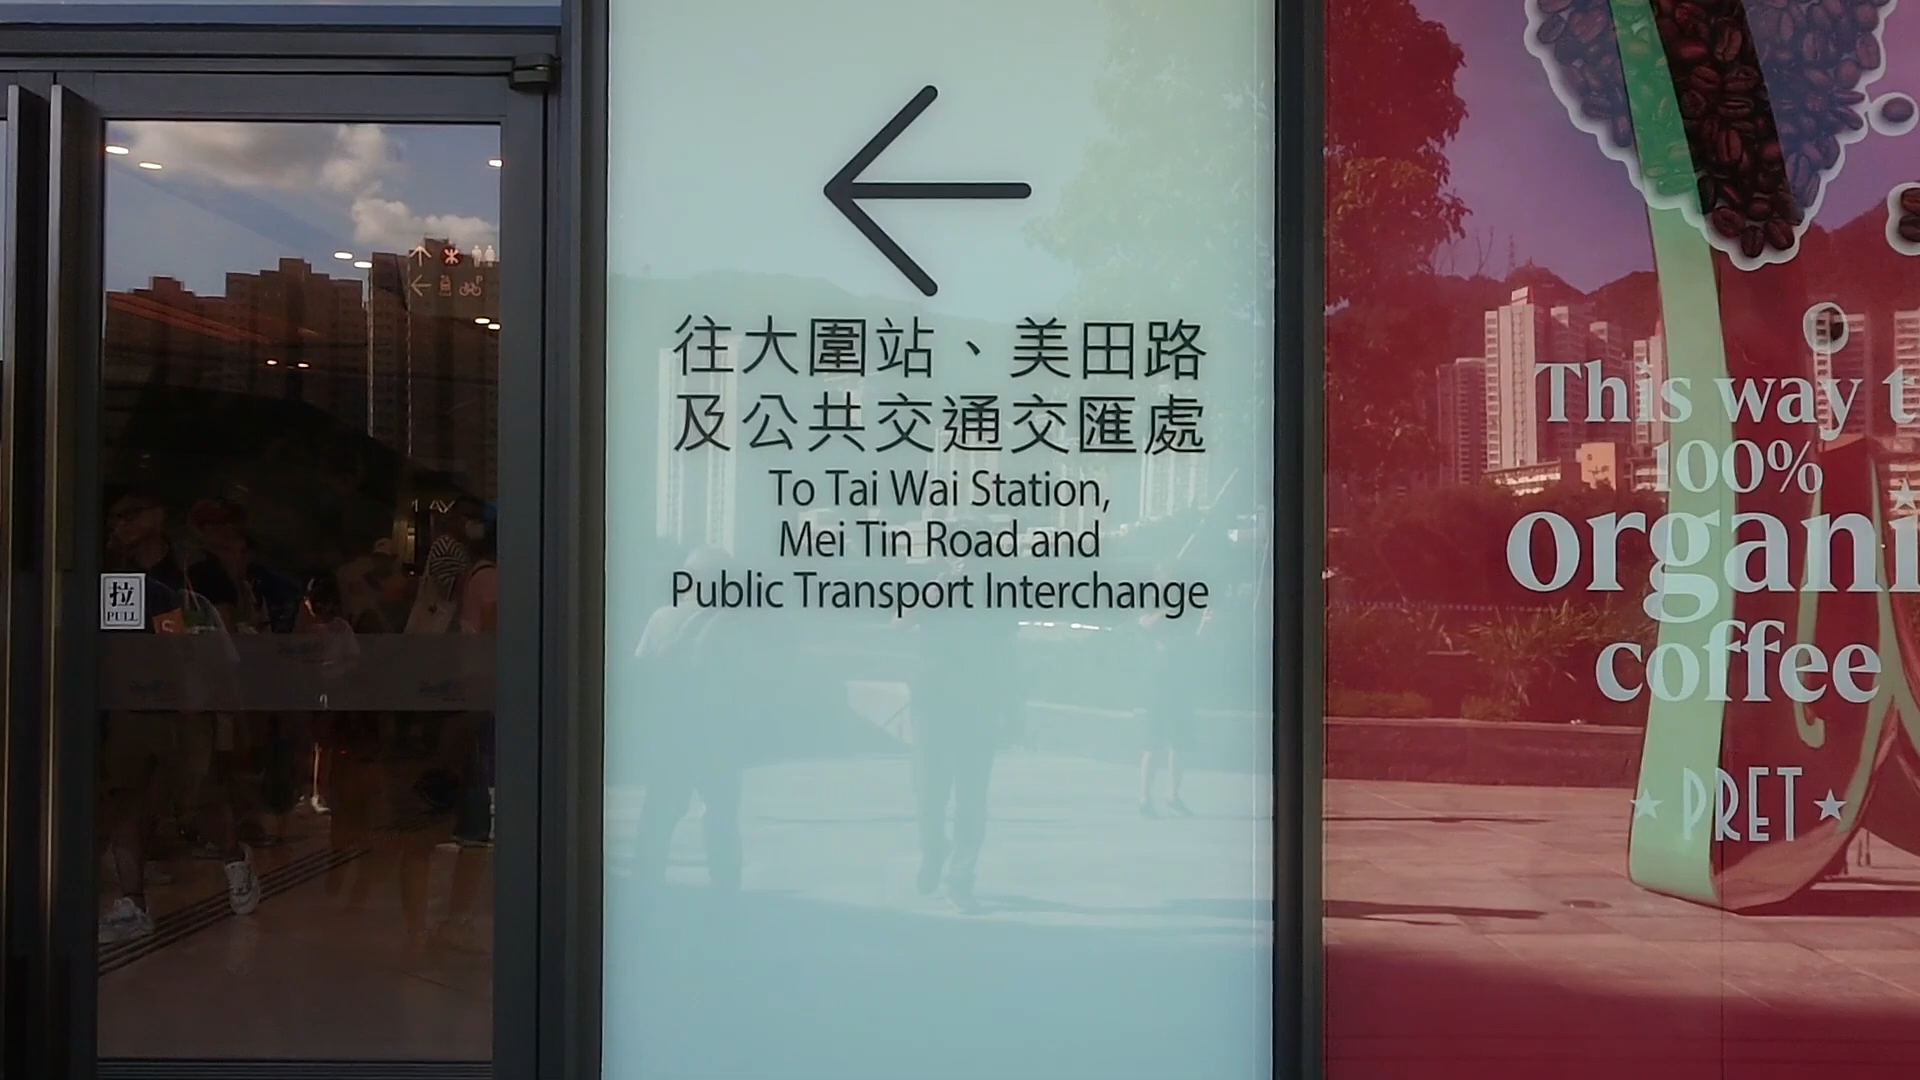 往大圍站、美田路
及公共交通交匯處
To Tai Wai Station,
Mei Tin Road and
Public Transport Interchange
拉
PULL
This way t
100%
organi
coffee
PRET